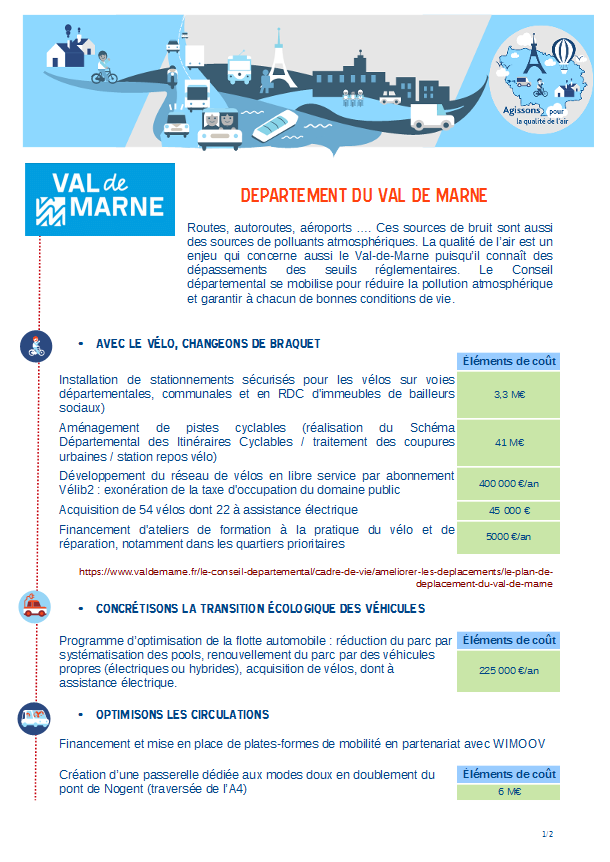 Agissons pour
la qualité de l'air
VAL de
MARNE
DEPARTEMENT DU VAL DE MARNE
Routes, autoroutes, aéroports .... Ces sources de bruit sont aussi
des sources de polluants atmosphériques. La qualité de l'air est un
enjeu qui concerne aussi le Val-de-Marne puisqu'il connaît des
dépassements des seuils réglementaires. Le Conseil
départemental se mobilise pour réduire la pollution atmosphérique
et garantir à chacun de bonnes conditions de vie.
• AVEC LE VÉLO, CHANGEONS DE BRAQUET
Éléments de coût
Installation de stationnements sécurisés pour les vélos sur voies
départementales, communales et en RDC d'immeubles de bailleurs
sociaux)
3,3 M€
Aménagement de pistes cyclables (réalisation du Schéma
Départemental des Itinéraires Cyclables / traitement des coupures
urbaines / station repos vélo)
41 M€
Développement du réseau de vélos en libre service par abonnement
Vélib2 : exonération de la taxe d'occupation du domaine public
400 000 €/an
Acquisition de 54 vélos dont 22 à assistance électrique
45 000 €
Financement d'ateliers de formation à la pratique du vélo et de
réparation, notamment dans les quartiers prioritaires
5000 €/an
https://www.valdemarne.fr/le-conseil-departemental/cadre-de-vie/ameliorer-les-deplacements/le-plan-de-
deplacement-du-val-de-marne
• CONCRÉTISONS LA TRANSITION ÉCOLOGIQUE DES VÉHICULES
Programme d'optimisation de la flotte automobile : réduction du parc par
systématisation des pools, renouvellement du parc par des véhicules
propres (électriques ou hybrides), acquisition de vélos, dont à
assistance électrique.
Éléments de coût
225 000 €/an
• OPTIMISONS LES CIRCULATIONS
Financement et mise en place de plates-formes de mobilité en partenariat avec WIMOOV
Création d'une passerelle dédiée aux modes doux en doublement du
pont de Nogent (traversée de l'A4)
Éléments de coût
6 M€
1/2